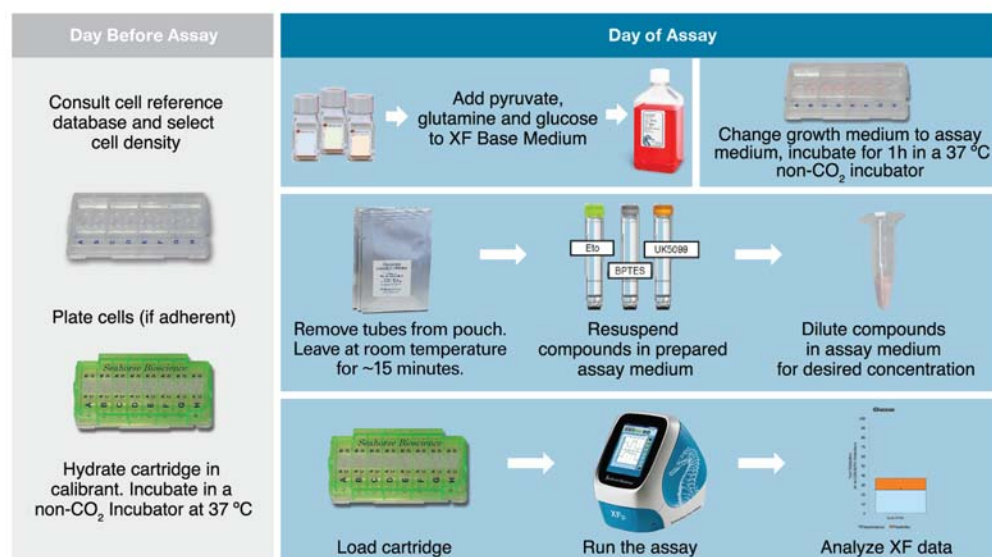 Day Before Assay
Consult cell reference
database and select
cell density
Plate cells (if adherent)
Seahorse Bioscience
A B C D E F G H
Hydrate cartridge in
calibrant. Incubate in a
non-CO₂ Incubator at 37 ºC
Day of Assay
Add pyruvate,
glutamine and glucose
to XF Base Medium
Change growth medium to assay
medium, incubate for 1h in a 37 ºC
non-CO₂ incubator
Remove tubes from pouch.
Leave at room temperature
for ~15 minutes.
Eto
BPTES
UK5099
Resuspend
compounds in prepared
assay medium
Dilute compounds
in assay medium
for desired concentration
Seahorse Bioscience
A B C D E F G H
Load cartridge
XFp
Run the assay
Glucose
Analyze XF data